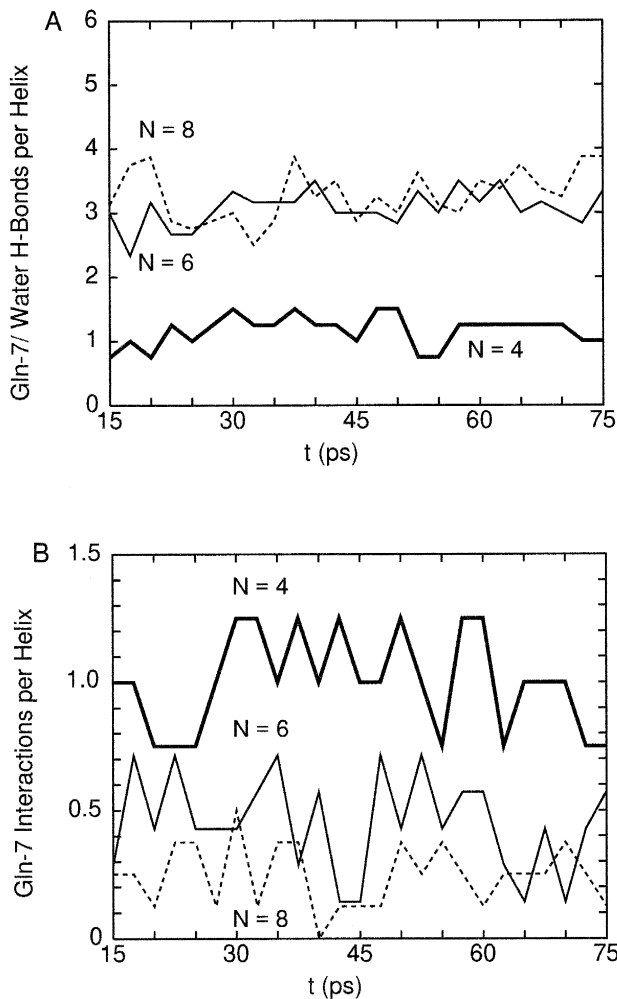 A
6
5
4
3
2
1
0
Gln-7/ Water H-Bonds per Helix
N = 8
N = 6
N = 4
15 30 45 60 75
t (ps)
B
1.5
1.0
0.5
0
Gln-7 Interactions per Helix
N = 4
N = 6
N = 8
15 30 45 60 75
t (ps)